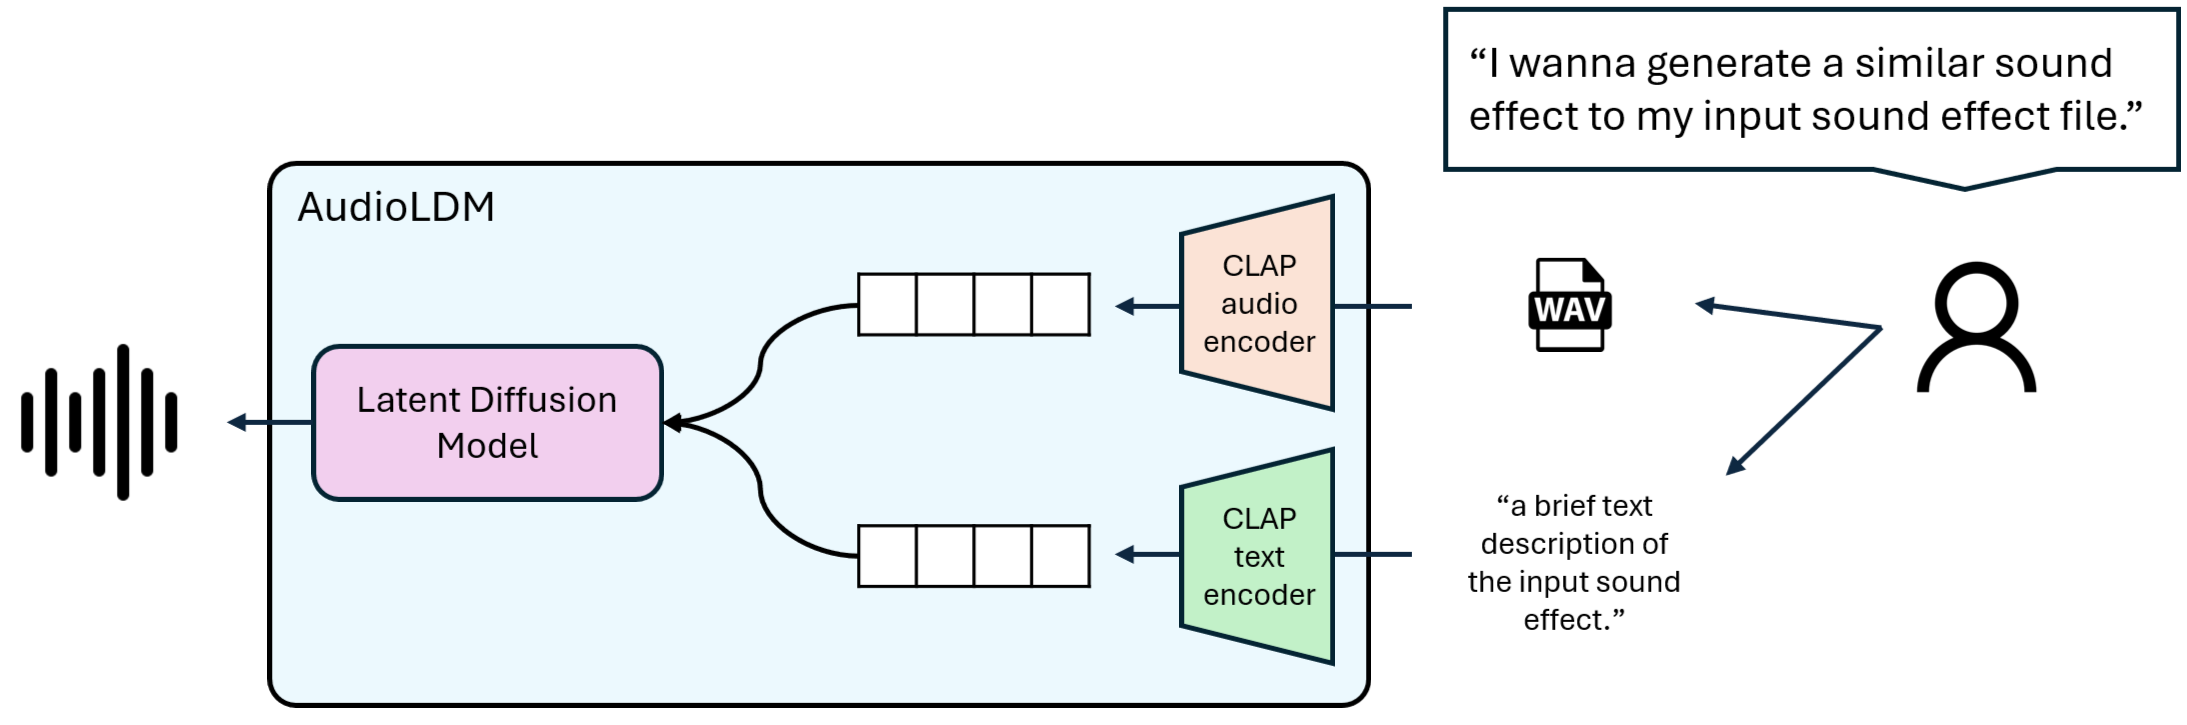 “I wanna generate a similar sound
effect to my input sound effect file.”
AudioLDM
CLAP
audio
encoder
WAV
Latent Diffusion
Model
CLAP
text
encoder
“a brief text
description of
the input sound
effect.”